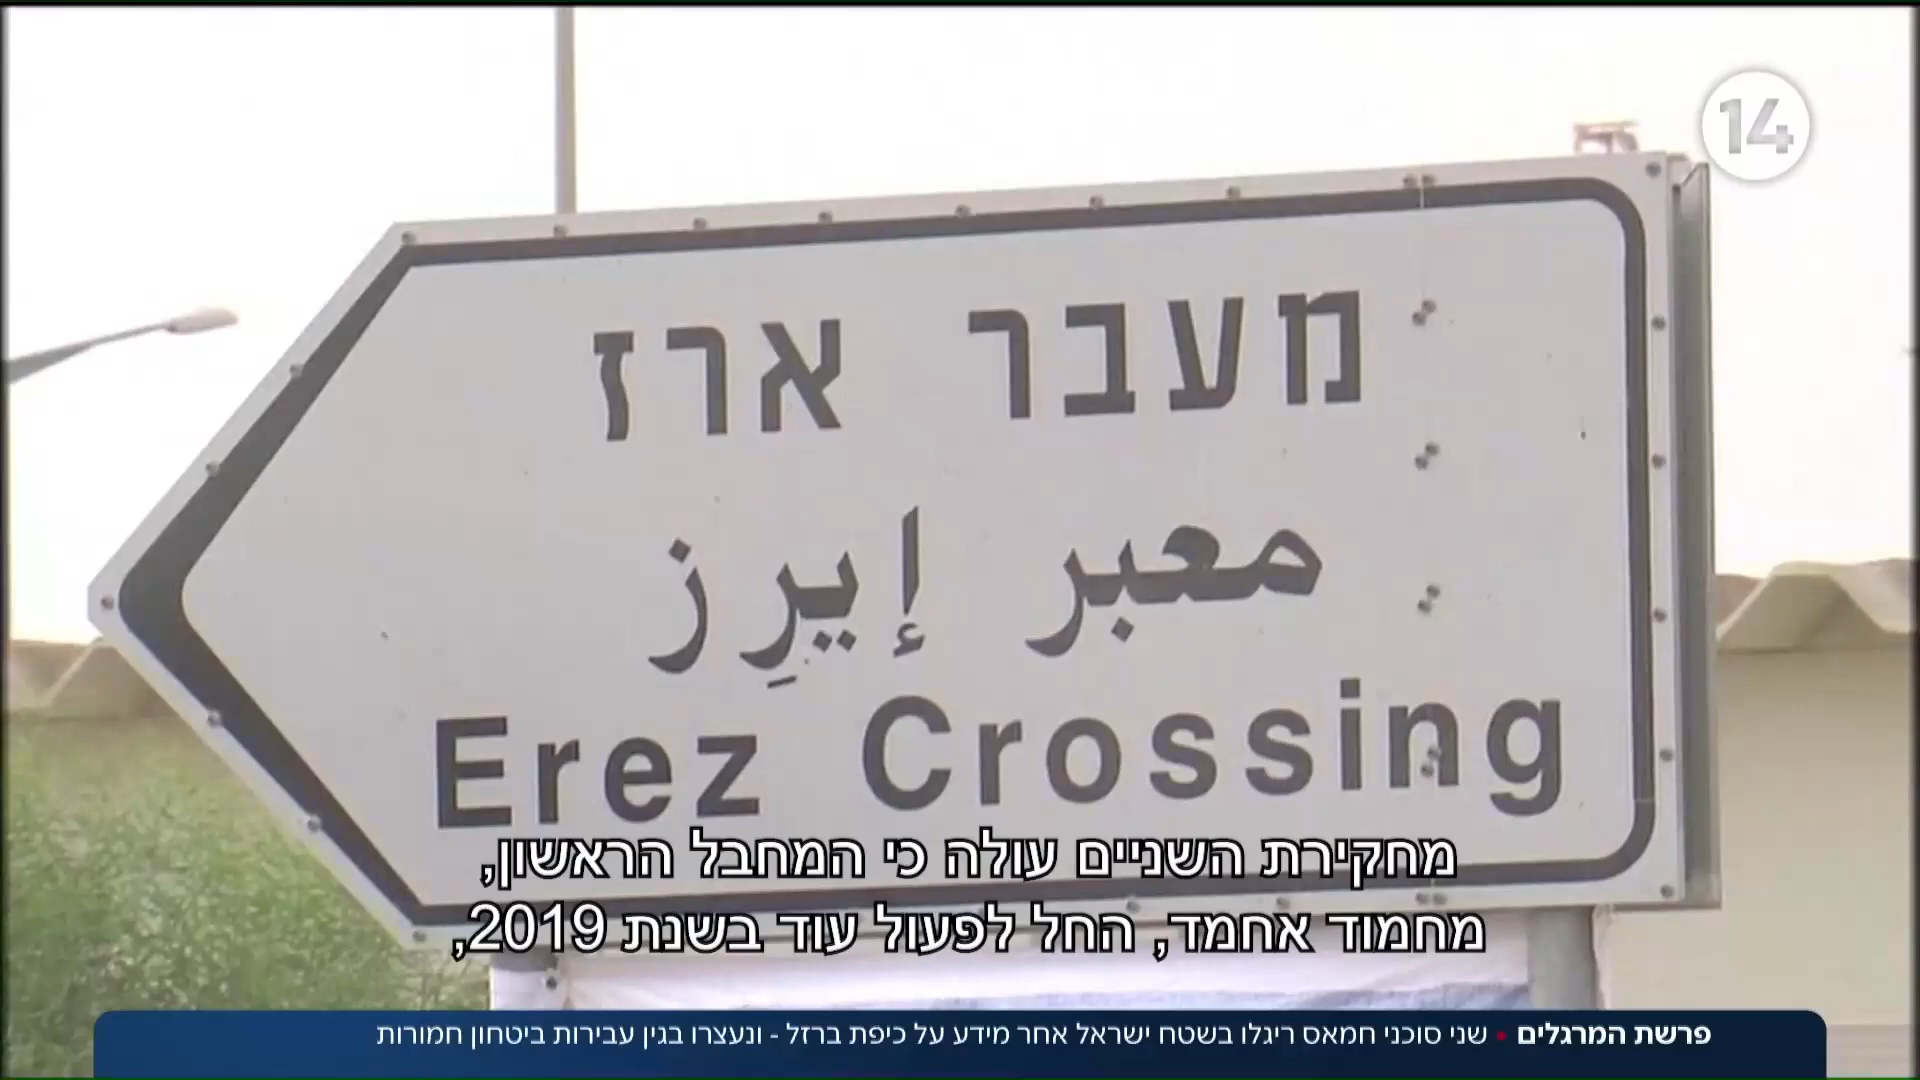 14
מעבר ארז
معبر إيرِز
Erez Crossing
מחקירת השניים עולה כי המחבל הראשון,
מחמוד אחמד, החל לפעול עוד בשנת 2019,
פרשת המרגלים • שני סוכני חמאס ריגלו בשטח ישראל אחר מידע על כיפת ברזל - ונעצרו בגין עבירות ביטחון חמורות